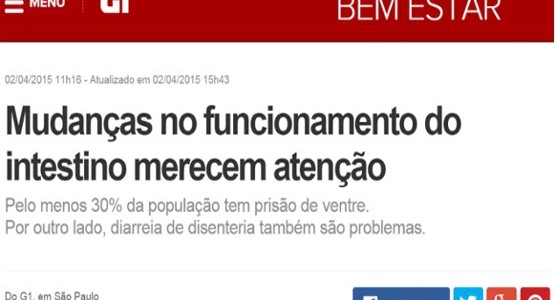 MENU G1 BEM ESTAR
02/04/2015 11h16 - Atualizado em 02/04/2015 15h43
Mudanças no funcionamento do
intestino merecem atenção
Pelo menos 30% da população tem prisão de ventre.
Por outro lado, diarreia de disenteria também são problemas.
Do G1, em São Paulo